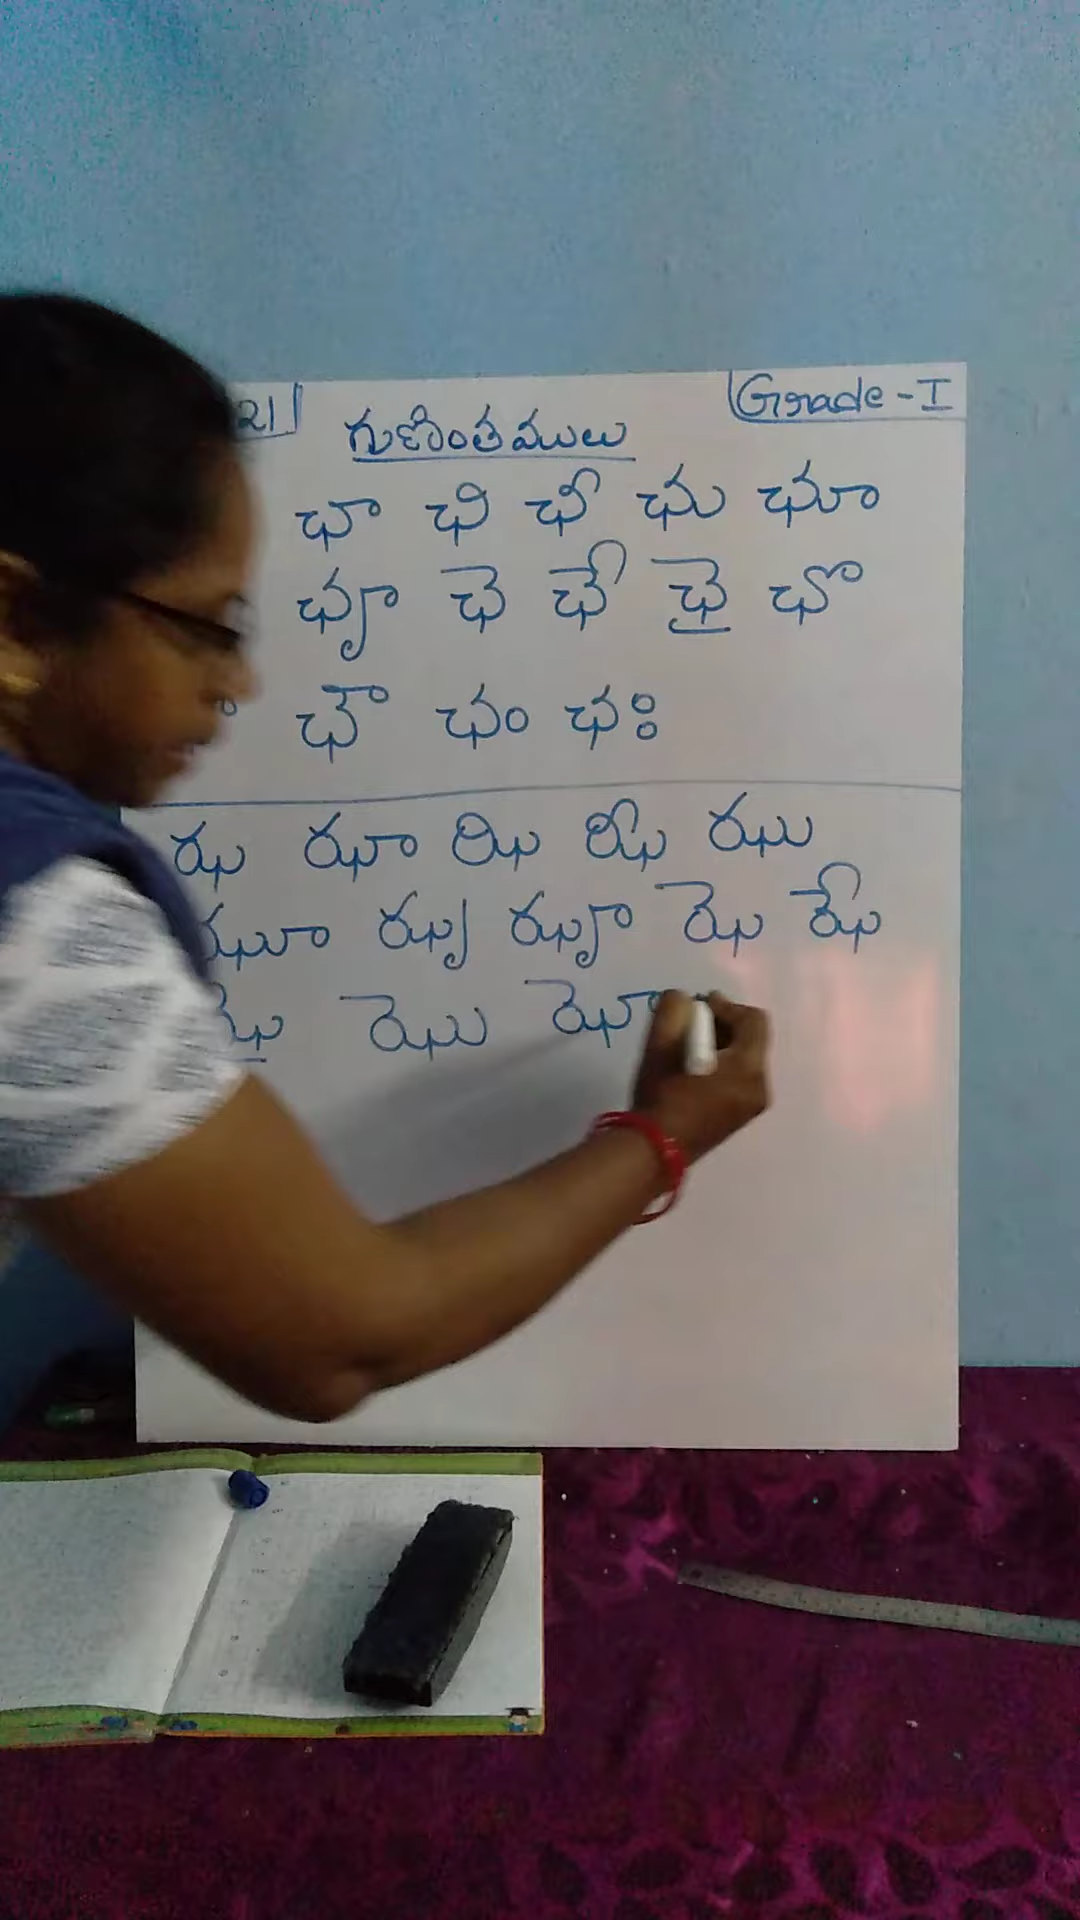 21 Grade - I
గుణింతములు
ఛా ఛి ఛీ ఛు ఛూ
ఛౄ ఛె ఛే ఛై ఛొ
ఛౌ ఛం ఛః
ఝ ఝా ఝి ఝీ ఝు
ఝూ ఝృ ఝౄ ఝె ఝే
ఝై ఝొ ఝో